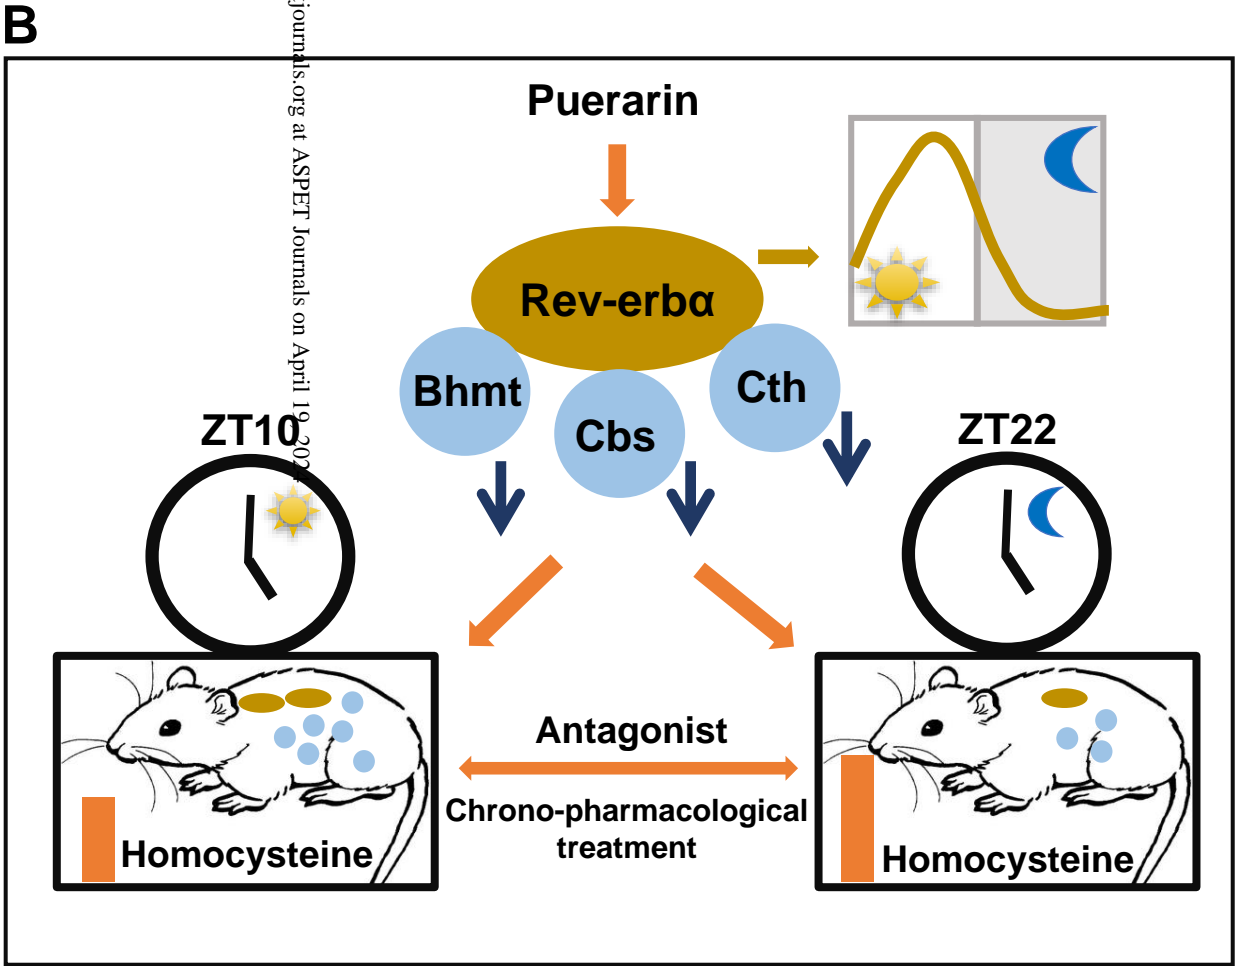 B
journals.org at ASPET Journals on April 19, 2024
Puerarin
Rev-erbα
Bhmt
Cbs
Cth
ZT10
ZT22
Antagonist
Chrono-pharmacological
treatment
Homocysteine
Homocysteine